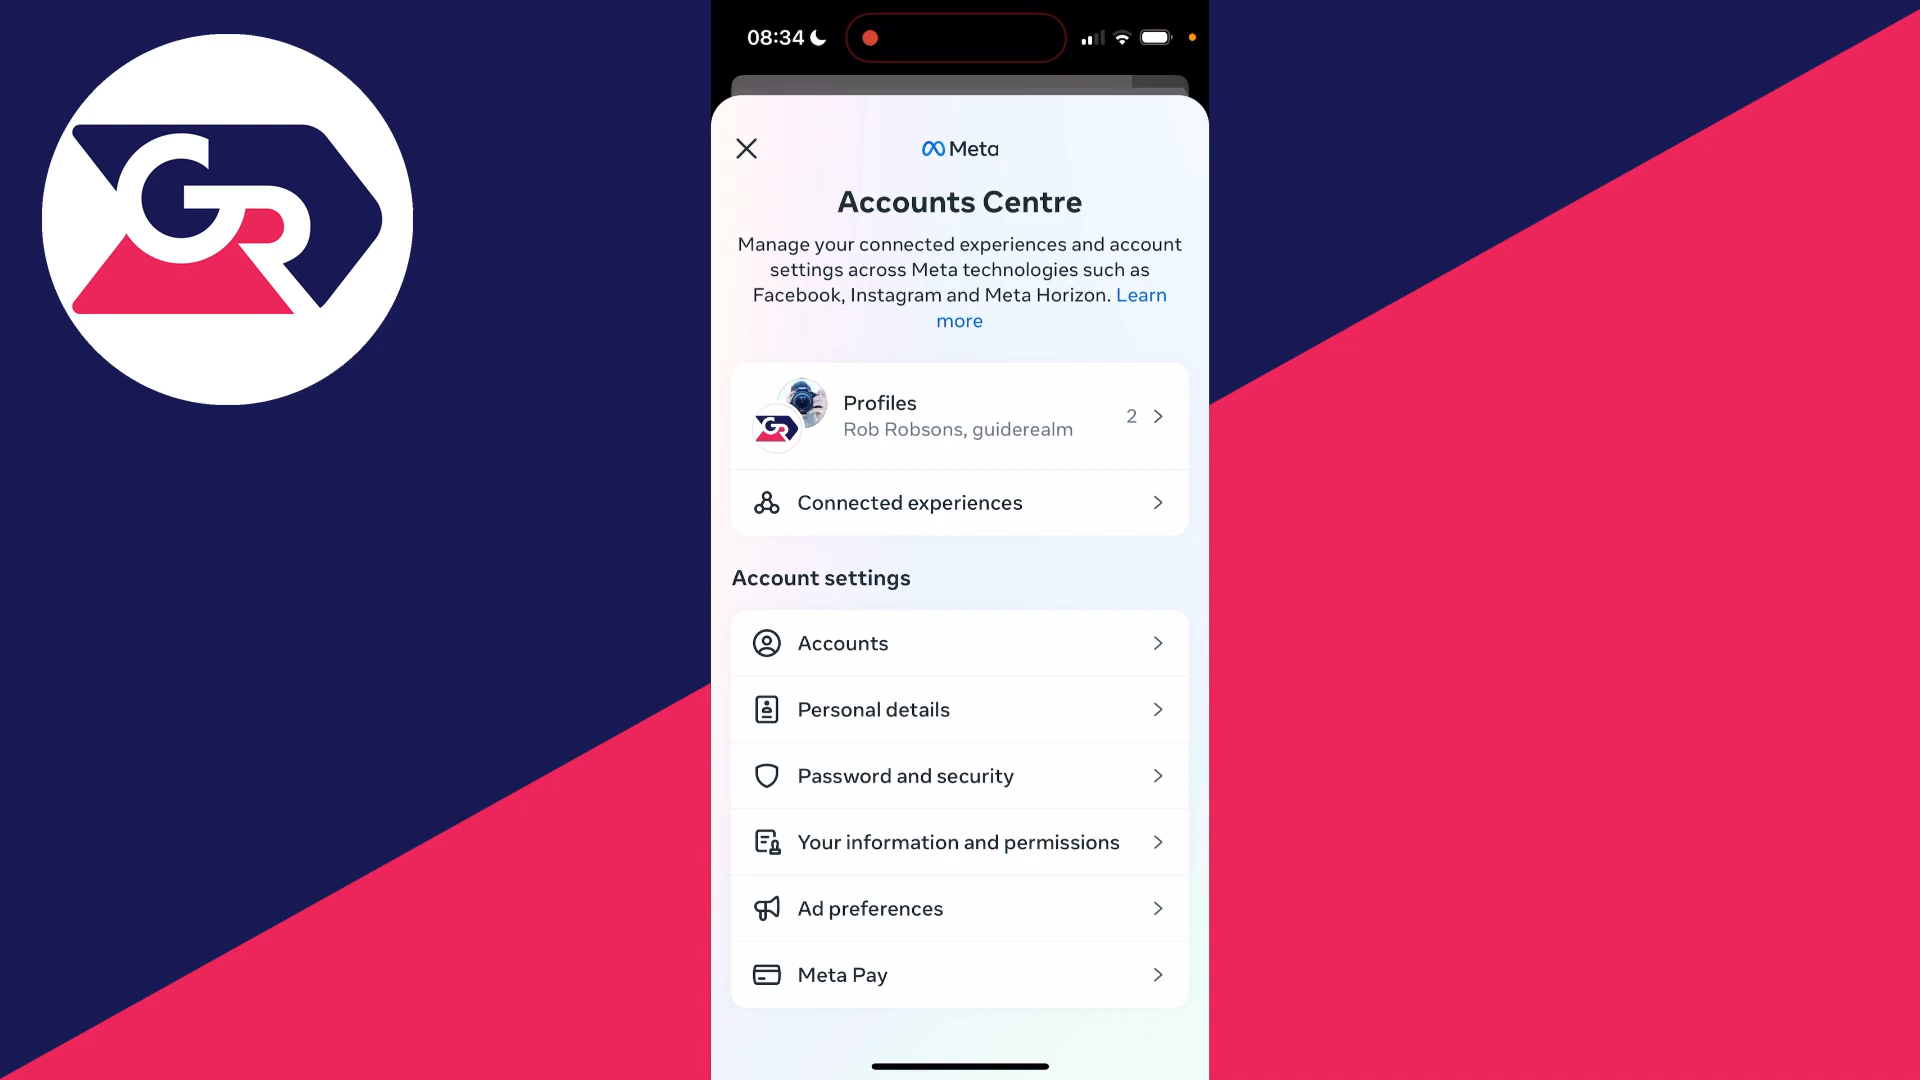 GR
08:34
Meta
Accounts Centre
Manage your connected experiences and account
settings across Meta technologies such as
Facebook, Instagram and Meta Horizon. Learn
more
GR
Profiles
Rob Robsons, guiderealm
2
Connected experiences
Account settings
Accounts
Personal details
Password and security
Your information and permissions
Ad preferences
Meta Pay